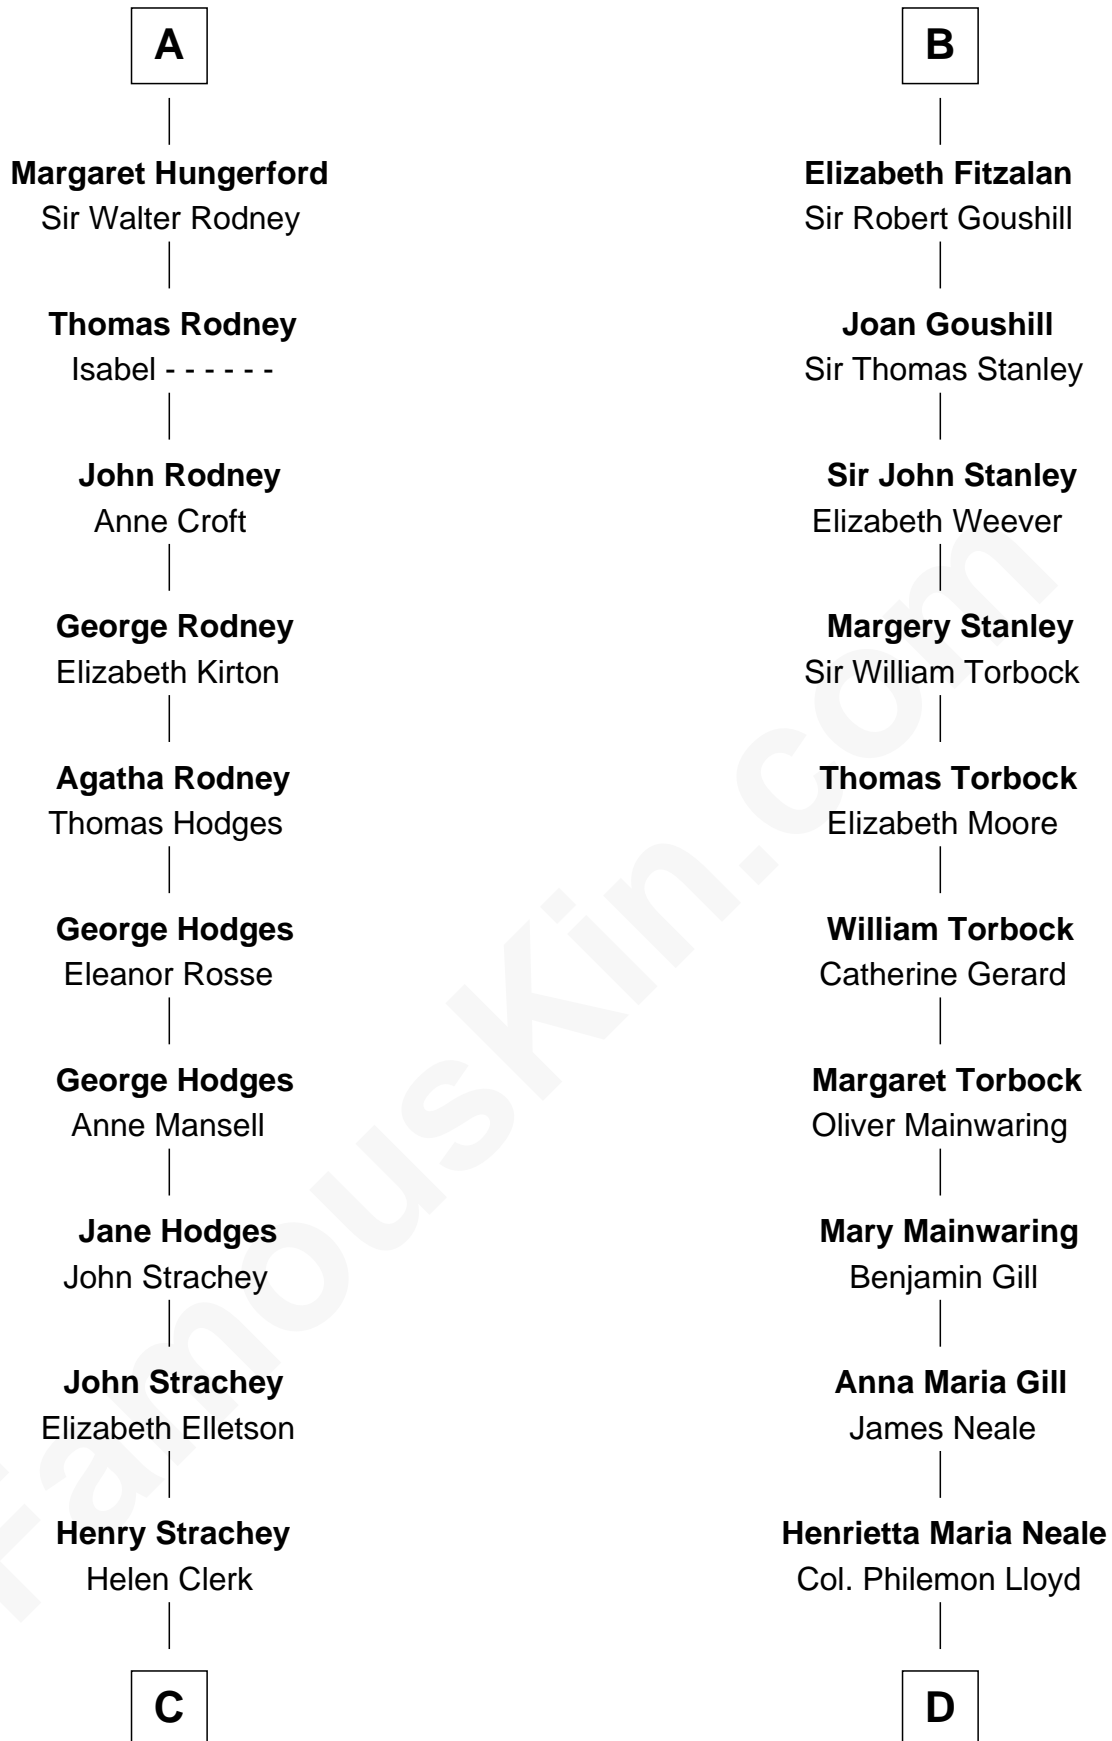 A
Margaret Hungerford
Sir Walter Rodney
Thomas Rodney
Isabel - - - - - -
John Rodney
Anne Croft
George Rodney
Elizabeth Kirton
Agatha Rodney
Thomas Hodges
George Hodges
Eleanor Rosse
George Hodges
Anne Mansell
Jane Hodges
John Strachey
John Strachey
Elizabeth Elletson
Henry Strachey
Helen Clerk
C
B
Elizabeth Fitzalan
Sir Robert Goushill
Joan Goushill
Sir Thomas Stanley
Sir John Stanley
Elizabeth Weever
Margery Stanley
Sir William Torbock
Thomas Torbock
Elizabeth Moore
William Torbock
Catherine Gerard
Margaret Torbock
Oliver Mainwaring
Mary Mainwaring
Benjamin Gill
Anna Maria Gill
James Neale
Henrietta Maria Neale
Col. Philemon Lloyd
D
FamousKin.com